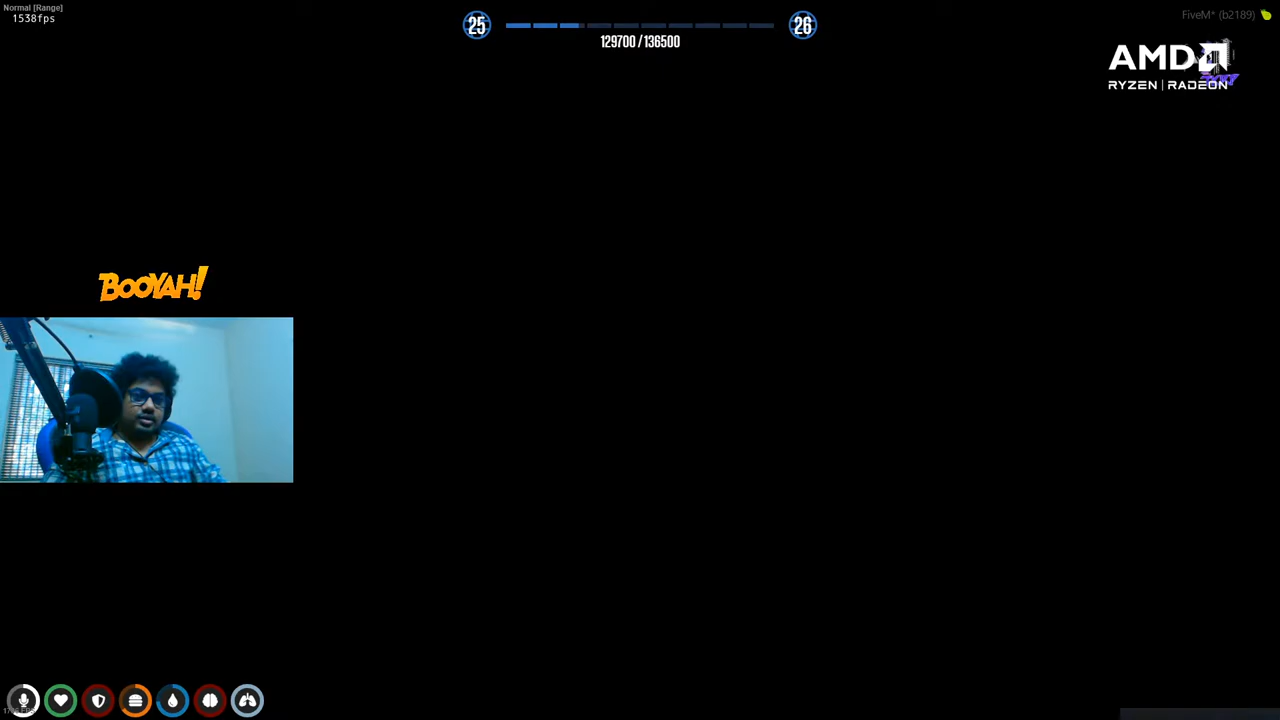 Normal [Range]
1538fps
25
26
129700 / 136500
FiveM* (b2189)
AMD
RYZEN | RADEON
BOOYAH!